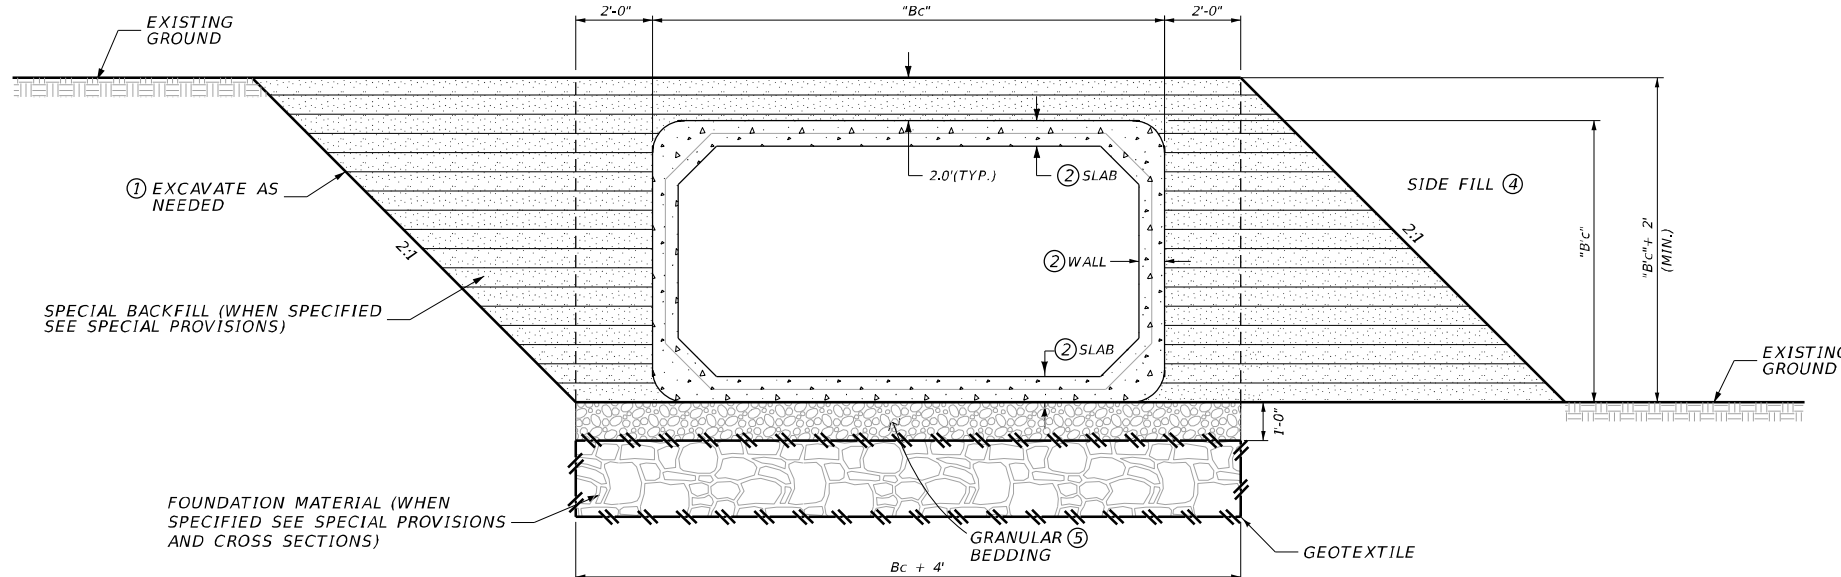 2'-0"
"Bc"
2'-0"
EXISTING
GROUND
① EXCAVATE AS
NEEDED
2:1
2.0'(TYP.)
② SLAB
SIDE FILL ④
② WALL
2:1
"B'c"
"B'c"+ 2'
(MIN.)
SPECIAL BACKFILL (WHEN SPECIFIED
SEE SPECIAL PROVISIONS)
② SLAB
EXISTING
GROUND
1'-0"
FOUNDATION MATERIAL (WHEN
SPECIFIED SEE SPECIAL PROVISIONS
AND CROSS SECTIONS)
GRANULAR ⑤
BEDDING
GEOTEXTILE
Bc + 4'